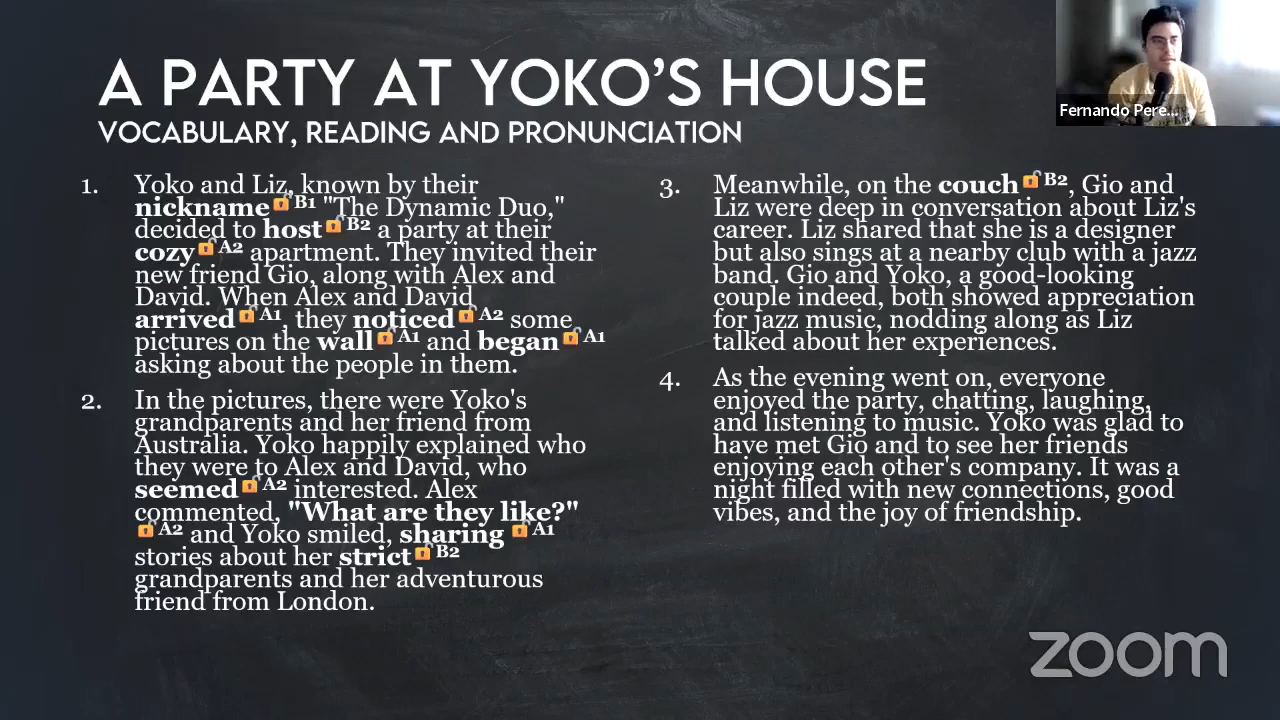 A PARTY AT YOKO'S HOUSE
VOCABULARY, READING AND PRONUNCIATION
Fernando Pere...
1. Yoko and Liz, known by their
nickname🔓B1 "The Dynamic Duo,"
decided to host🔓B2 a party at their
cozy🔓A2 apartment. They invited their
new friend Gio, along with Alex and
David. When Alex and David
arrived🔓A1, they noticed🔓A2 some
pictures on the wall🔓A1 and began🔓A1
asking about the people in them.
2. In the pictures, there were Yoko's
grandparents and her friend from
Australia. Yoko happily explained who
they were to Alex and David, who
seemed🔓A2 interested. Alex
commented, "What are they like?"
🔓A2 and Yoko smiled, sharing 🔓A1
stories about her strict🔓B2
grandparents and her adventurous
friend from London.
3. Meanwhile, on the couch🔓B2, Gio and
Liz were deep in conversation about Liz's
career. Liz shared that she is a designer
but also sings at a nearby club with a jazz
band. Gio and Yoko, a good-looking
couple indeed, both showed appreciation
for jazz music, nodding along as Liz
talked about her experiences.
4. As the evening went on, everyone
enjoyed the party, chatting, laughing,
and listening to music. Yoko was glad to
have met Gio and to see her friends
enjoying each other's company. It was a
night filled with new connections, good
vibes, and the joy of friendship.
zoom